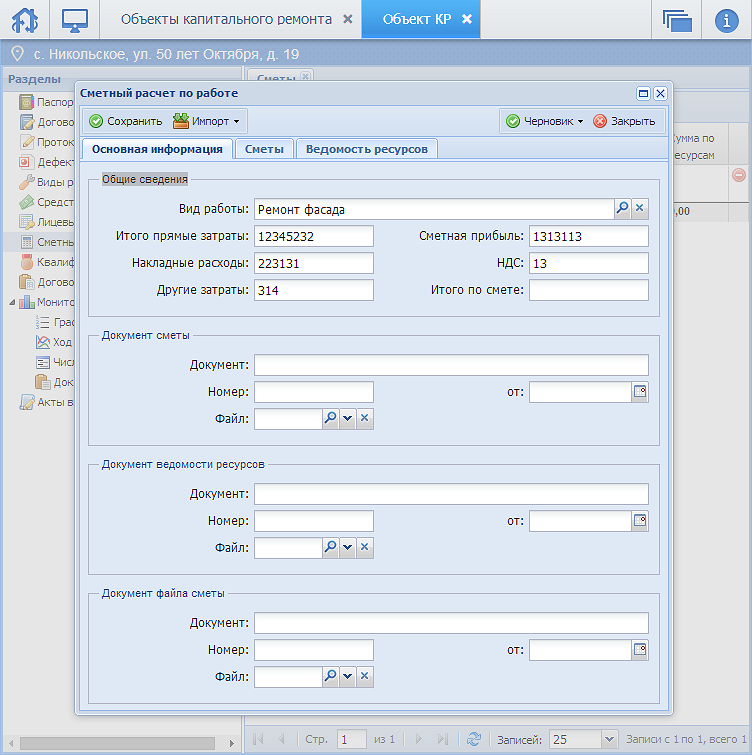 Объекты капитального ремонта
Объект КР
с. Никольское, ул. 50 лет Октября, д. 19
Разделы
Сметы
Сметный расчет по работе
Сохранить Импорт Черновик Закрыть
Основная информация Сметы Ведомость ресурсов
Общие сведения
Вид работы: Ремонт фасада
Итого прямые затраты: 12345232 Сметная прибыль: 1313113
Накладные расходы: 223131 НДС: 13
Другие затраты: 314 Итого по смете:
Документ сметы
Документ:
Номер: от:
Файл:
Документ ведомости ресурсов
Документ:
Номер: от:
Файл:
Документ файла сметы
Документ:
Номер: от:
Файл:
Паспор
Догово
Проток
Дефект
Виды р
Средст
Лицевы
Сметнь
Квалиф
Догово
Монито
Граф
Ход
Чис
Док
Акты в
Сумма по
ресурсам
,00
Стр. 1 из 1 Записей: 25 Записи с 1 по 1, всего 1